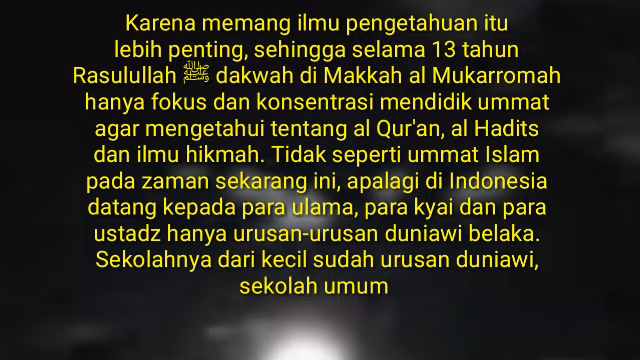 Karena memang ilmu pengetahuan itu
lebih penting, sehingga selama 13 tahun
Rasulullah ﷺ dakwah di Makkah al Mukarromah
hanya fokus dan konsentrasi mendidik ummat
agar mengetahui tentang al Qur'an, al Hadits
dan ilmu hikmah. Tidak seperti ummat Islam
pada zaman sekarang ini, apalagi di Indonesia
datang kepada para ulama, para kyai dan para
ustadz hanya urusan-urusan duniawi belaka.
Sekolahnya dari kecil sudah urusan duniawi,
sekolah umum